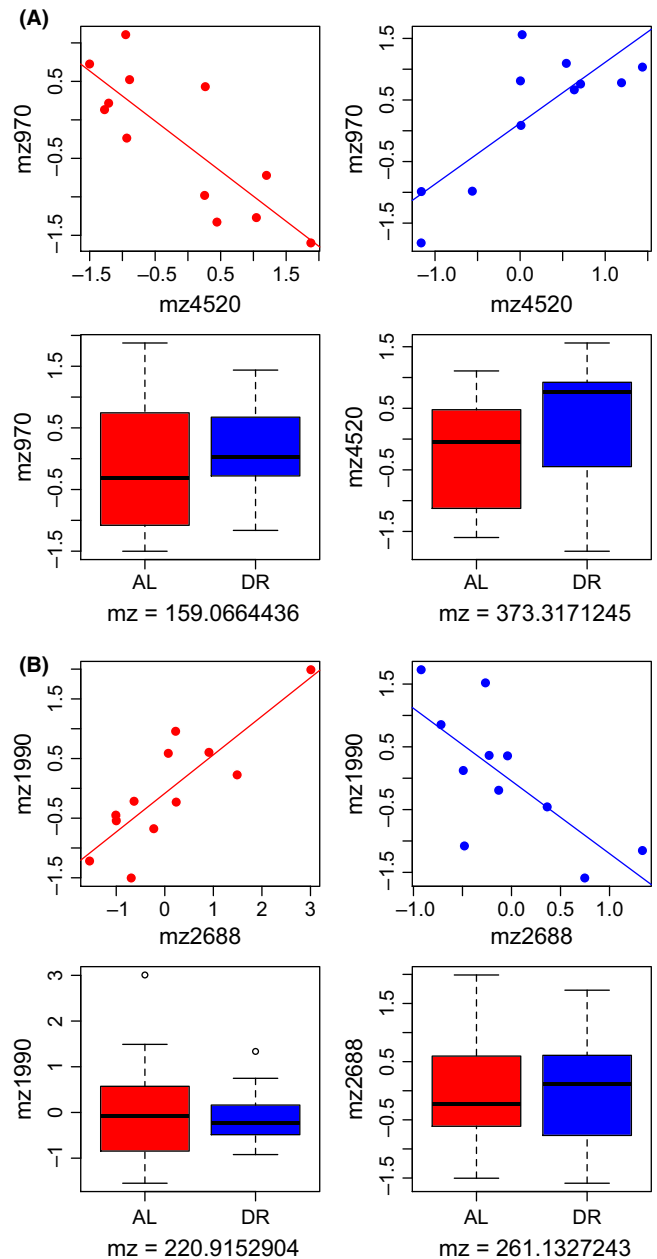 (A)
mz970
−1.5 −0.5 0.5
−1.5 −0.5 0.5 1.5
mz4520
mz970
−1.5 −0.5 0.5 1.5
−1.0 0.0 1.0
mz4520
mz970
−1.5 −0.5 0.5 1.5
AL DR
mz = 159.0664436
mz4520
−1.5 −0.5 0.5 1.5
AL DR
mz = 373.3171245
(B)
mz1990
−1.5 −0.5 0.5 1.5
−1 0 1 2 3
mz2688
mz1990
−1.5 −0.5 0.5 1.5
−1.0 0.0 0.5 1.0
mz2688
mz1990
−1 0 1 2 3
AL DR
mz = 220.9152904
mz2688
−1.5 −0.5 0.5 1.5
AL DR
mz = 261.1327243